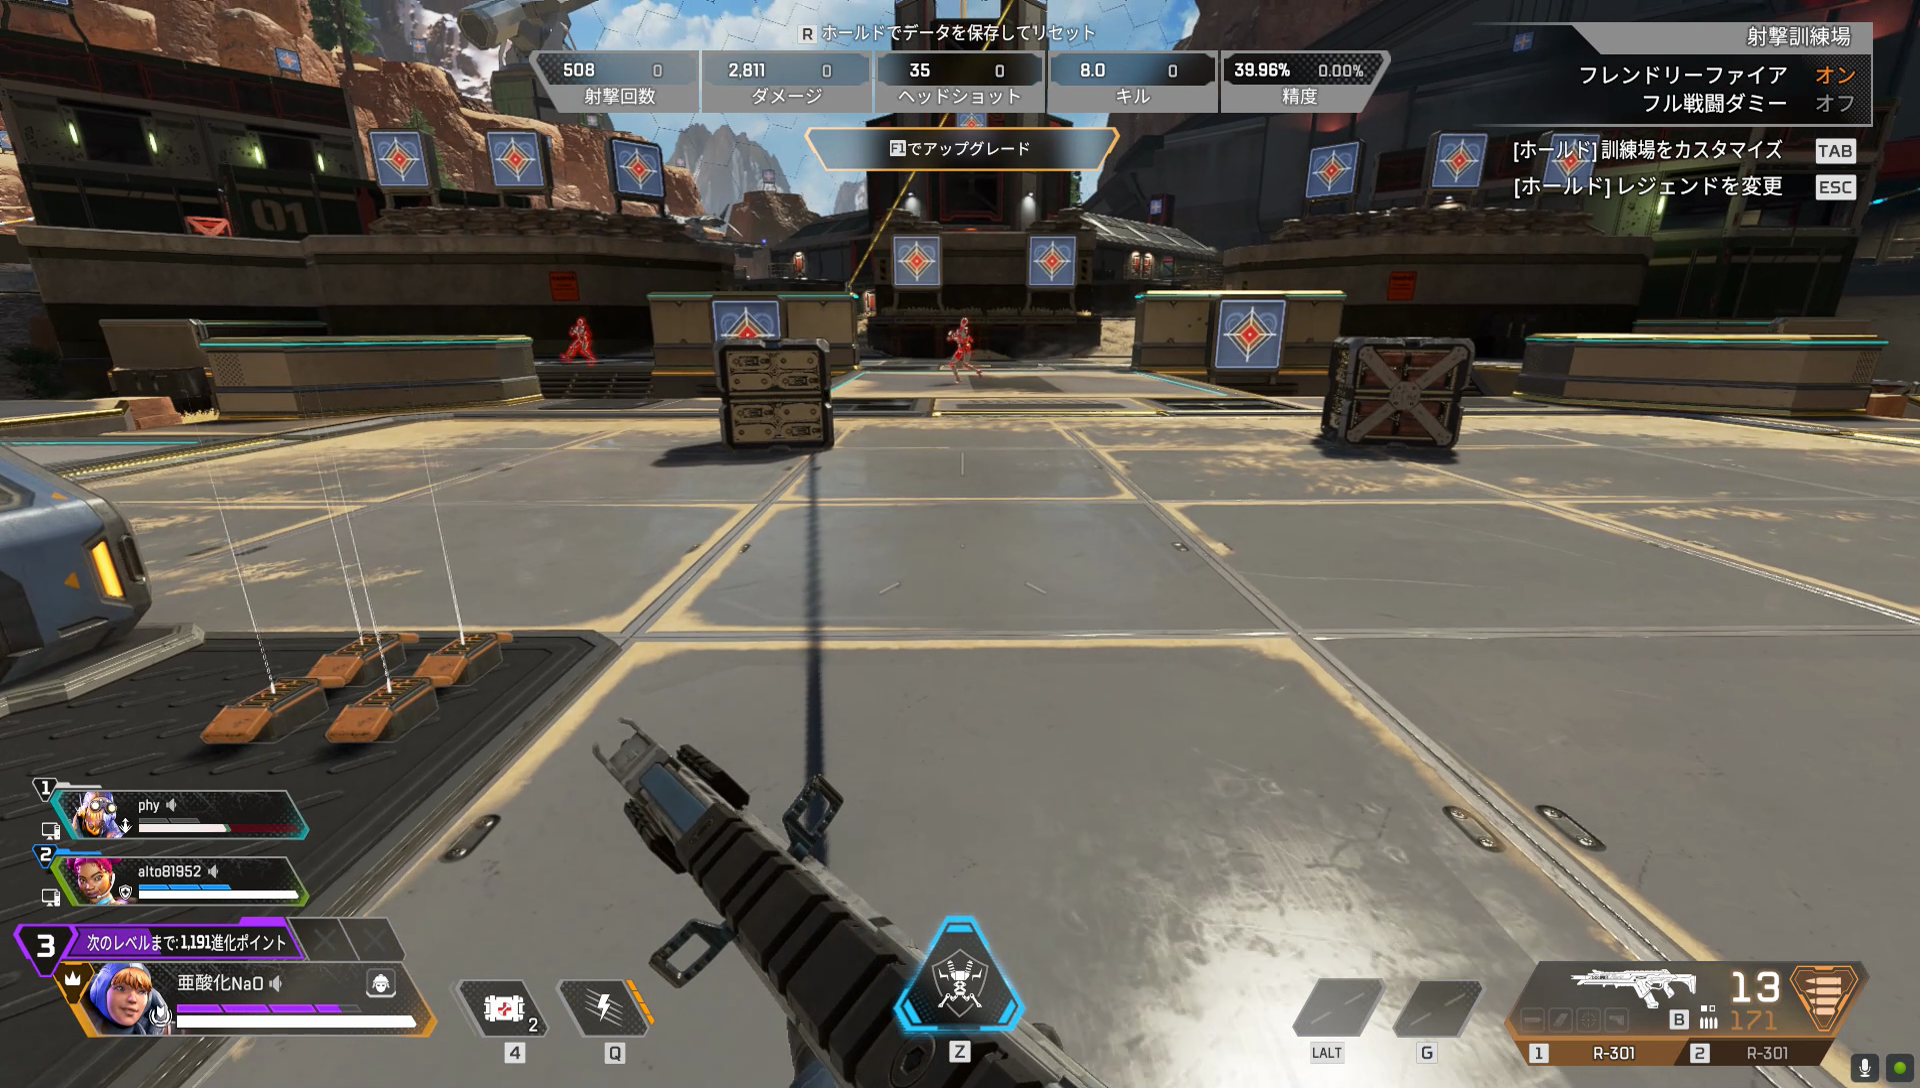 R ホールドでデータを保存してリセット
508 0
射撃回数
2,811 0
ダメージ
35 0
ヘッドショット
8.0 0
キル
39.96% 0.00%
精度
F1でアップグレード
射撃訓練場
フレンドリーファイア オン
フル戦闘ダミー オフ
[ホールド]訓練場をカスタマイズ TAB
[ホールド]レジェンドを変更 ESC
01
1
phy
2
alto81952
3
次のレベルまで:1,191進化ポイント
亜酸化NaO
2
4
Q
Z
LALT
G
13
B
171
1 R-301
2 R-301